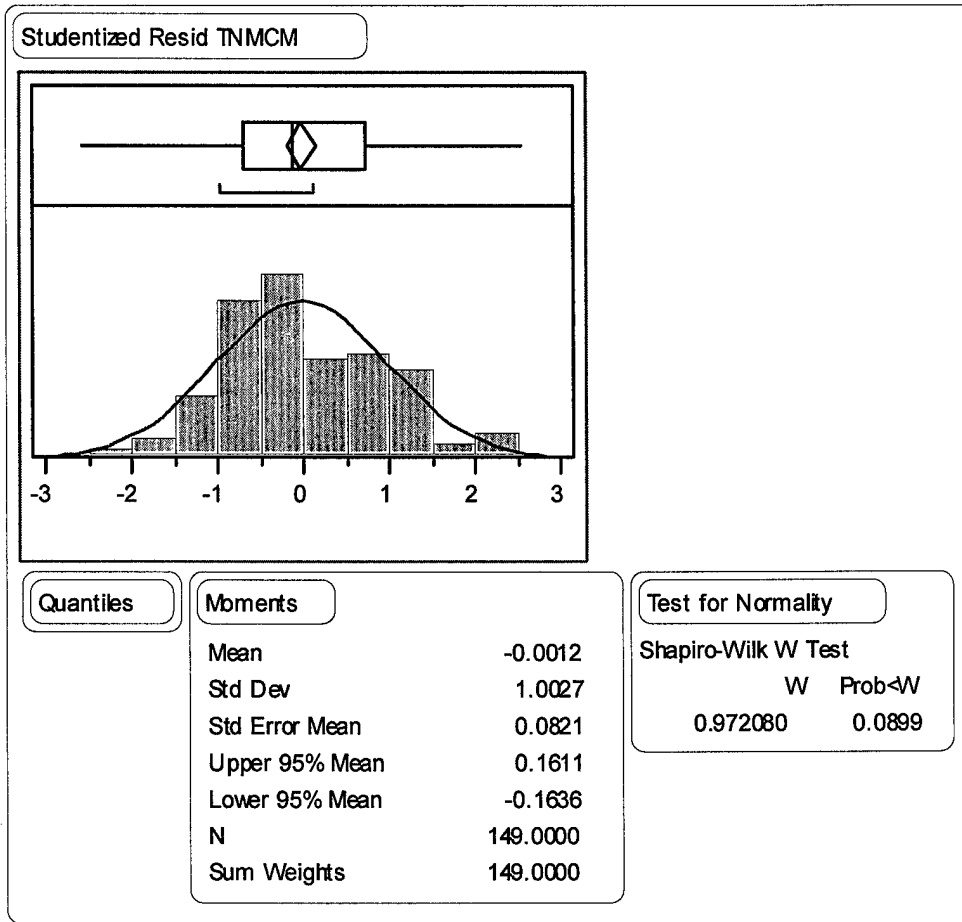 Studentized Resid TNMCM
-3 -2 -1 0 1 2 3
Quantiles
Moments
Mean -0.0012
Std Dev 1.0027
Std Error Mean 0.0821
Upper 95% Mean 0.1611
Lower 95% Mean -0.1636
N 149.0000
Sum Weights 149.0000
Test for Normality
Shapiro-Wilk W Test
W Prob<W
0.972080 0.0899